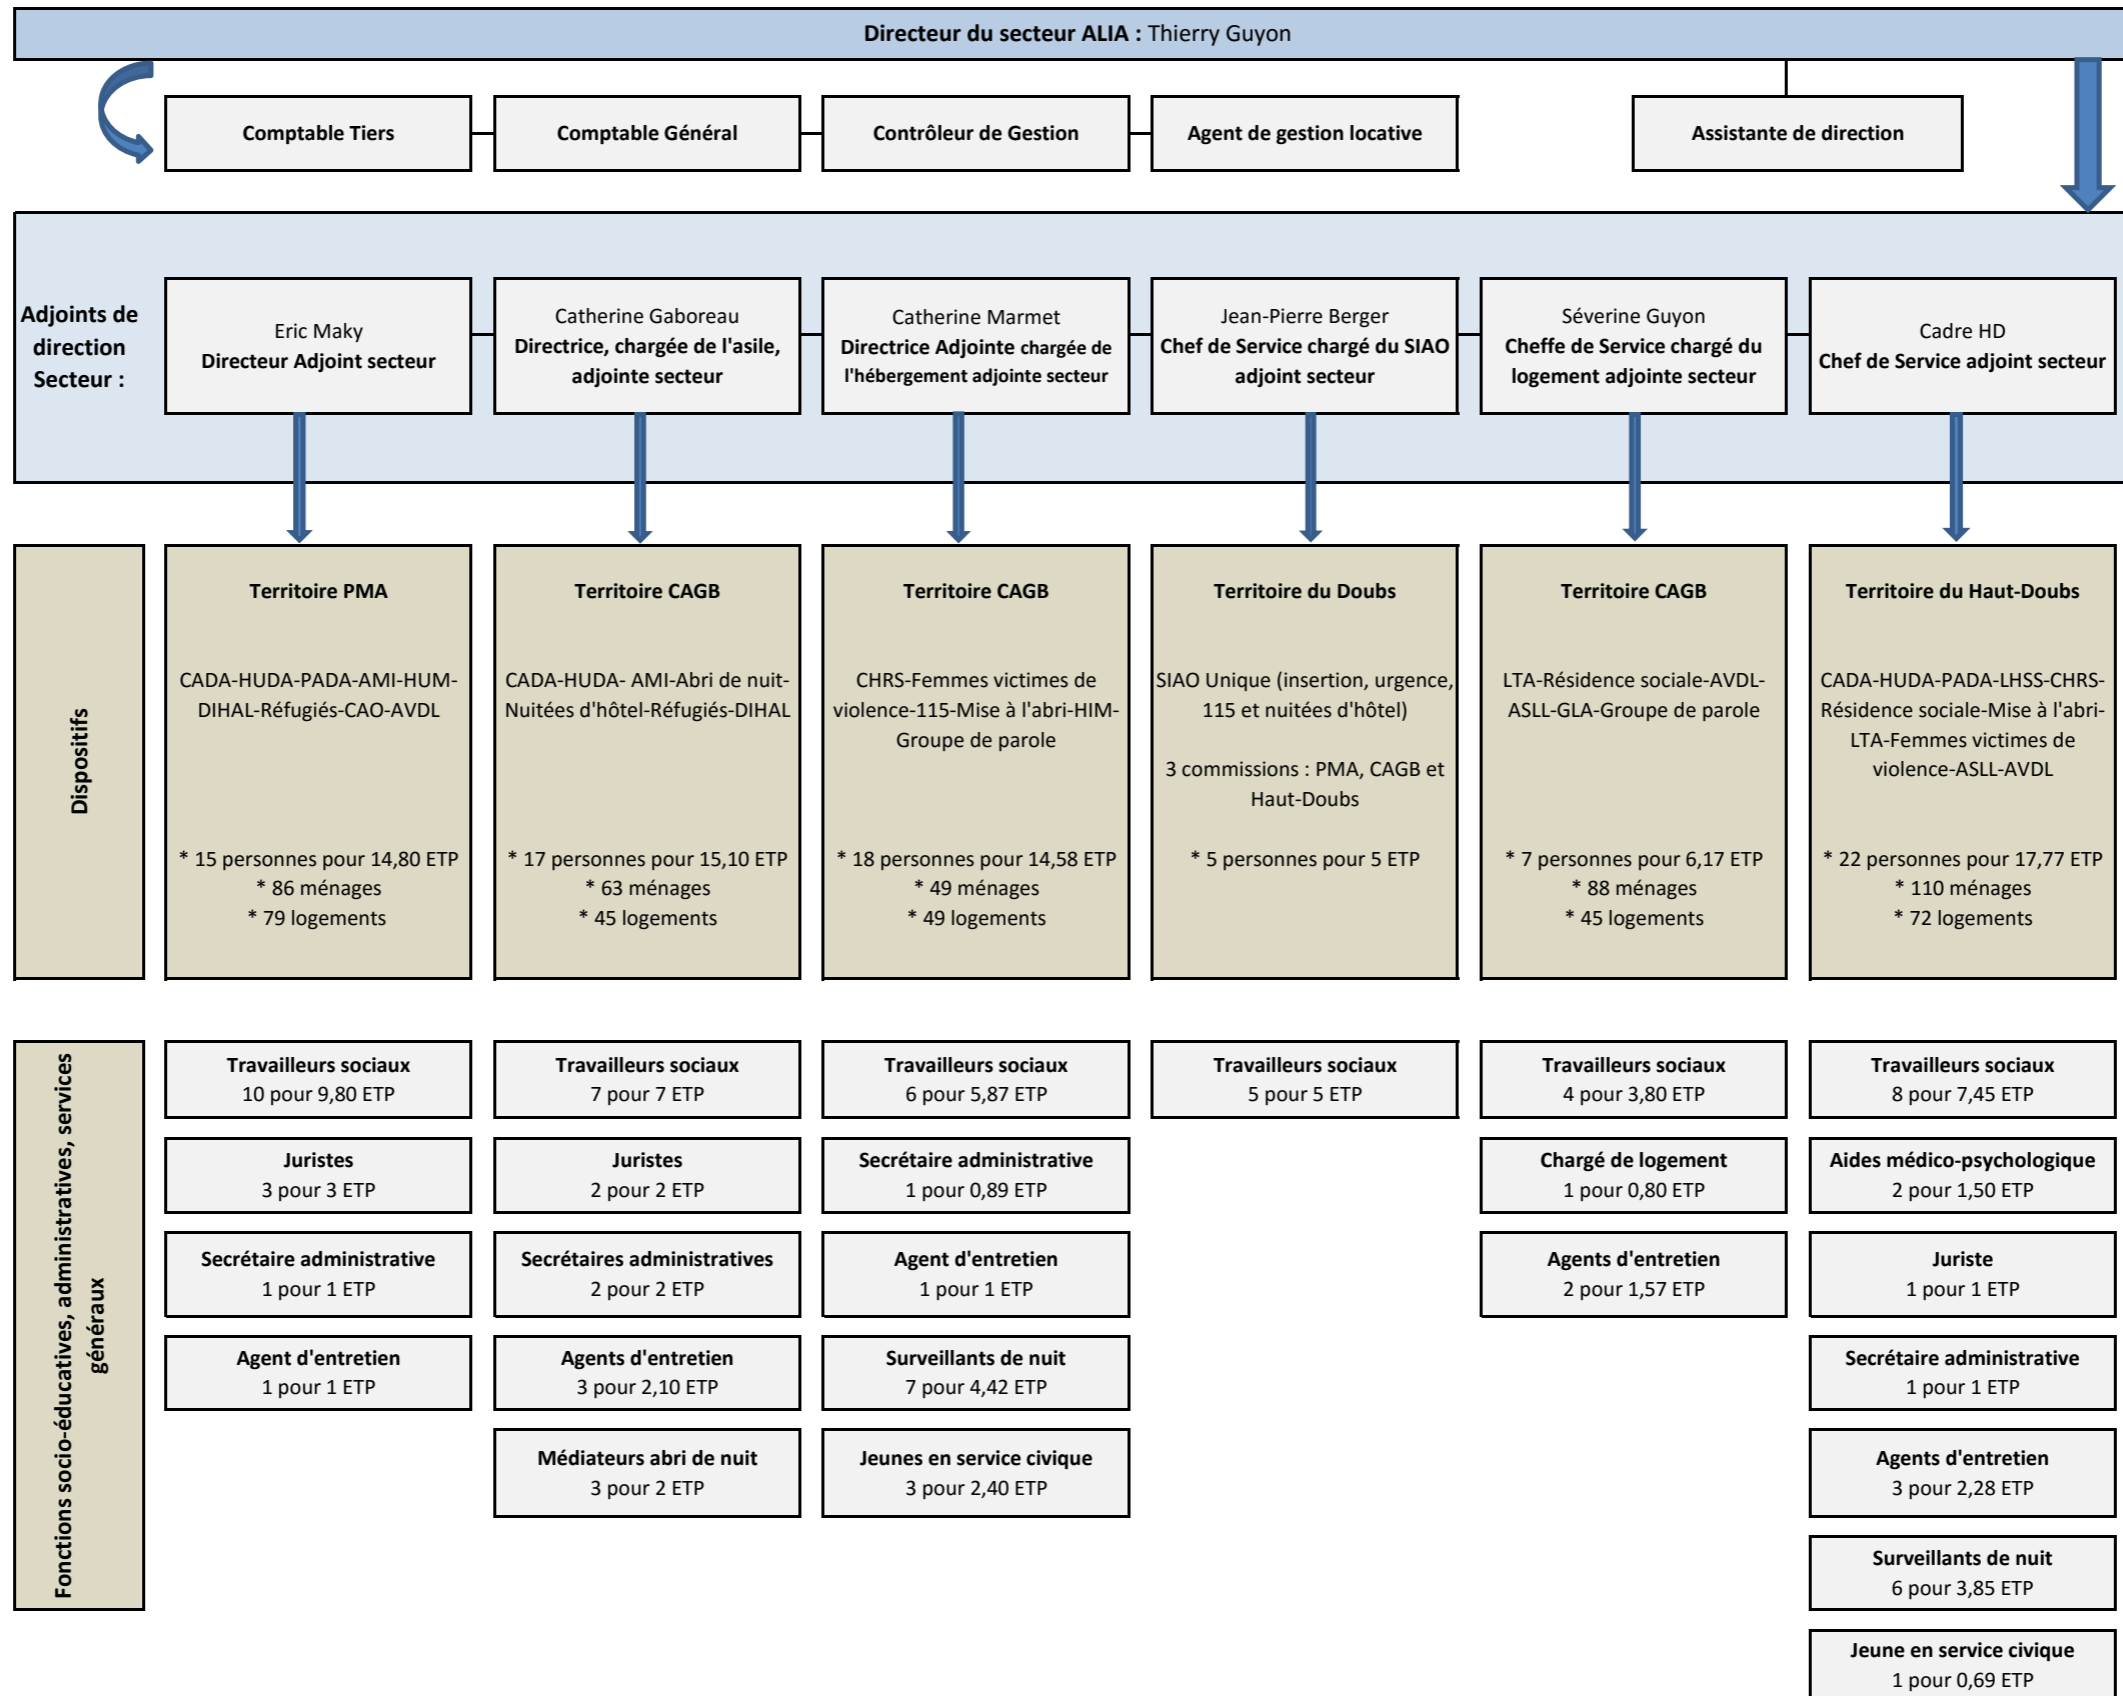 Directeur du secteur ALIA : Thierry Guyon
Comptable Tiers
Comptable Général
Contrôleur de Gestion
Agent de gestion locative
Assistante de direction
Adjoints de
direction
Secteur :
Eric Maky
Directeur Adjoint secteur
Catherine Gaboreau
Directrice, chargée de l'asile,
adjointe secteur
Catherine Marmet
Directrice Adjointe chargée de
l'hébergement adjointe secteur
Jean-Pierre Berger
Chef de Service chargé du SIAO
adjoint secteur
Séverine Guyon
Cheffe de Service chargé du
logement adjointe secteur
Cadre HD
Chef de Service adjoint secteur
Dispositifs
Territoire PMA
CADA-HUDA-PADA-AMI-HUM-
DIHAL-Réfugiés-CAO-AVDL
* 15 personnes pour 14,80 ETP
* 86 ménages
* 79 logements
Territoire CAGB
CADA-HUDA- AMI-Abri de nuit-
Nuitées d'hôtel-Réfugiés-DIHAL
* 17 personnes pour 15,10 ETP
* 63 ménages
* 45 logements
Territoire CAGB
CHRS-Femmes victimes de
violence-115-Mise à l'abri-HIM-
Groupe de parole
* 18 personnes pour 14,58 ETP
* 49 ménages
* 49 logements
Territoire du Doubs
SIAO Unique (insertion, urgence,
115 et nuitées d'hôtel)
3 commissions : PMA, CAGB et
Haut-Doubs
* 5 personnes pour 5 ETP
Territoire CAGB
LTA-Résidence sociale-AVDL-
ASLL-GLA-Groupe de parole
* 7 personnes pour 6,17 ETP
* 88 ménages
* 45 logements
Territoire du Haut-Doubs
CADA-HUDA-PADA-LHSS-CHRS-
Résidence sociale-Mise à l'abri-
LTA-Femmes victimes de
violence-ASLL-AVDL
* 22 personnes pour 17,77 ETP
* 110 ménages
* 72 logements
Fonctions socio-éducatives, administratives, services
généraux
Travailleurs sociaux
10 pour 9,80 ETP
Juristes
3 pour 3 ETP
Secrétaire administrative
1 pour 1 ETP
Agent d'entretien
1 pour 1 ETP
Travailleurs sociaux
7 pour 7 ETP
Juristes
2 pour 2 ETP
Secrétaires administratives
2 pour 2 ETP
Agents d'entretien
3 pour 2,10 ETP
Médiateurs abri de nuit
3 pour 2 ETP
Travailleurs sociaux
6 pour 5,87 ETP
Secrétaire administrative
1 pour 0,89 ETP
Agent d'entretien
1 pour 1 ETP
Surveillants de nuit
7 pour 4,42 ETP
Jeunes en service civique
3 pour 2,40 ETP
Travailleurs sociaux
5 pour 5 ETP
Travailleurs sociaux
4 pour 3,80 ETP
Chargé de logement
1 pour 0,80 ETP
Agents d'entretien
2 pour 1,57 ETP
Travailleurs sociaux
8 pour 7,45 ETP
Aides médico-psychologique
2 pour 1,50 ETP
Juriste
1 pour 1 ETP
Secrétaire administrative
1 pour 1 ETP
Agents d'entretien
3 pour 2,28 ETP
Surveillants de nuit
6 pour 3,85 ETP
Jeune en service civique
1 pour 0,69 ETP